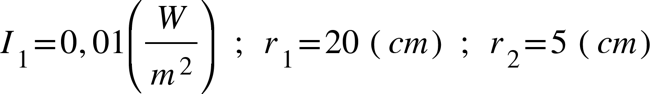 I₁=0,01(W/m²) ; r₁=20 (cm) ; r₂=5 (cm)